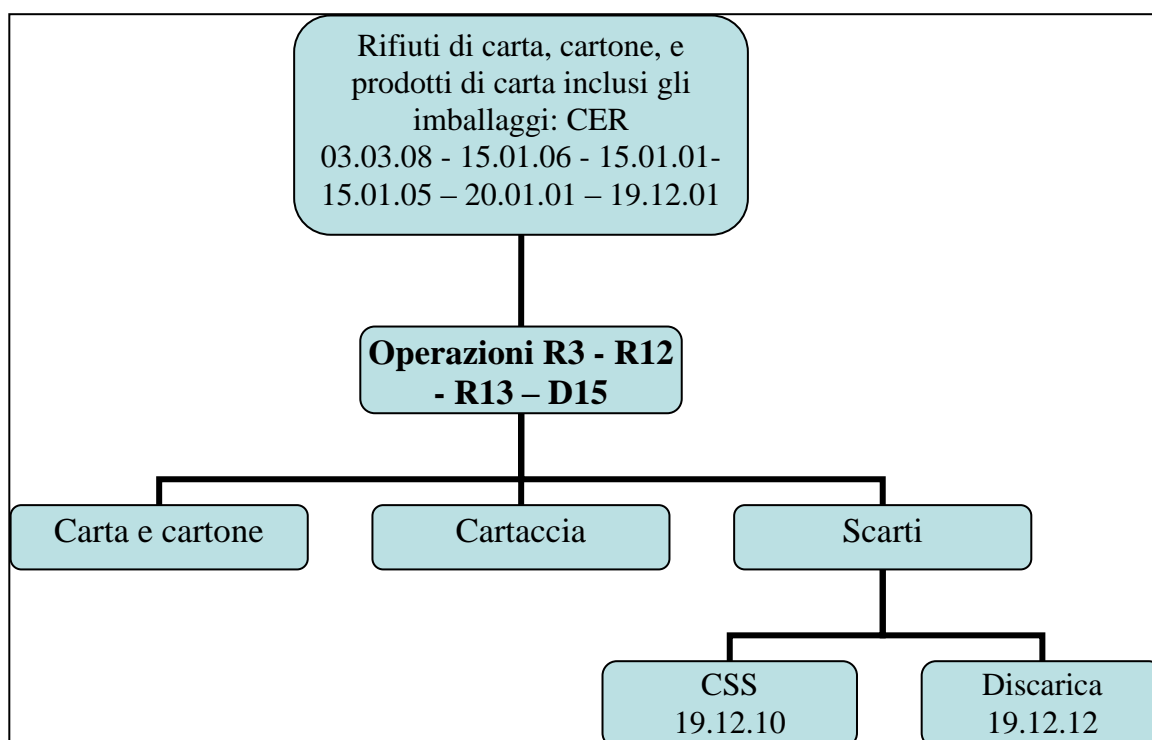 Rifiuti di carta, cartone, e
prodotti di carta inclusi gli
imballaggi: CER
03.03.08 - 15.01.06 - 15.01.01-
15.01.05 – 20.01.01 – 19.12.01
Operazioni R3 - R12
- R13 – D15
Carta e cartone
Cartaccia
Scarti
CSS
19.12.10
Discarica
19.12.12